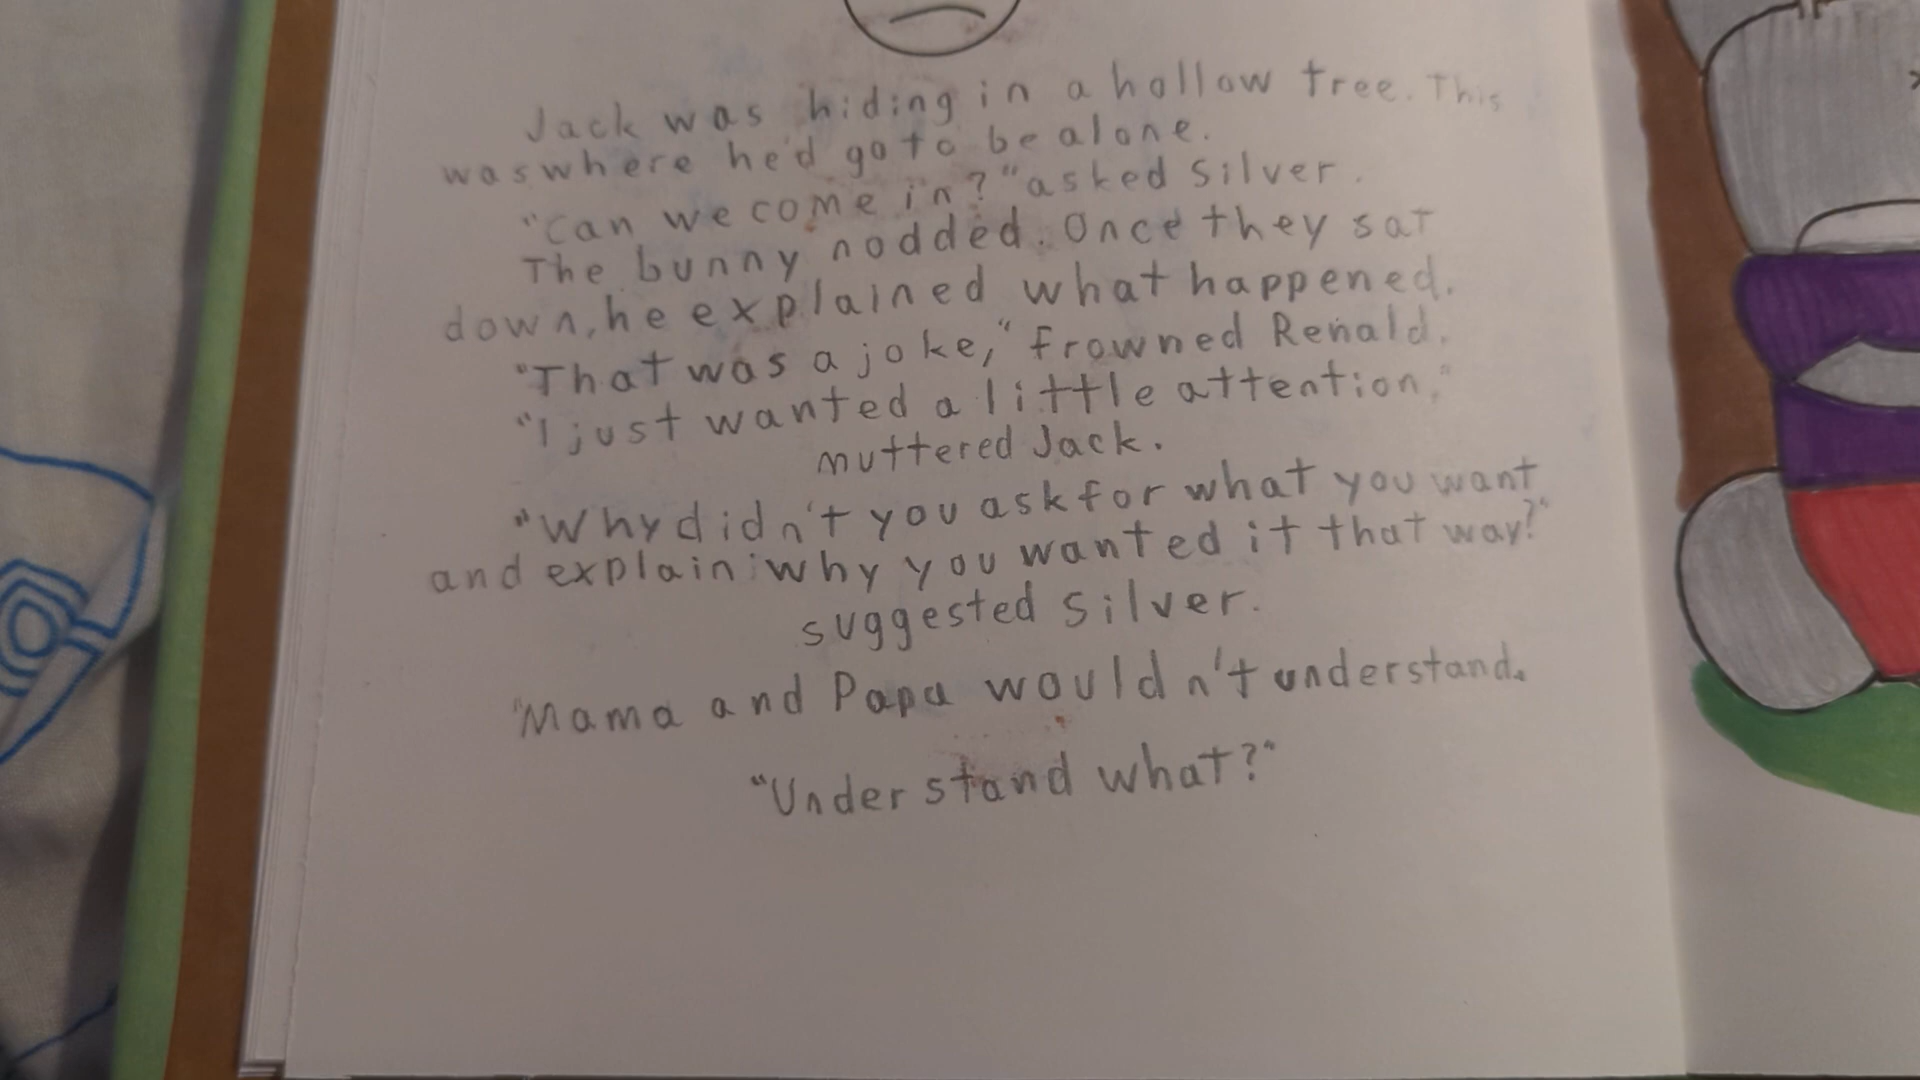 Jack was hiding in a hollow tree. This
was where he'd go to be alone.
"Can we come in?" asked Silver.
The bunny nodded. Once they sat
down, he explained what happened.
"That was a joke," frowned Renald.
"I just wanted a little attention,"
muttered Jack.
"Why didn't you ask for what you want
and explain why you wanted it that way?"
suggested Silver.
"Mama and Papa wouldn't understand.
"Understand what?"